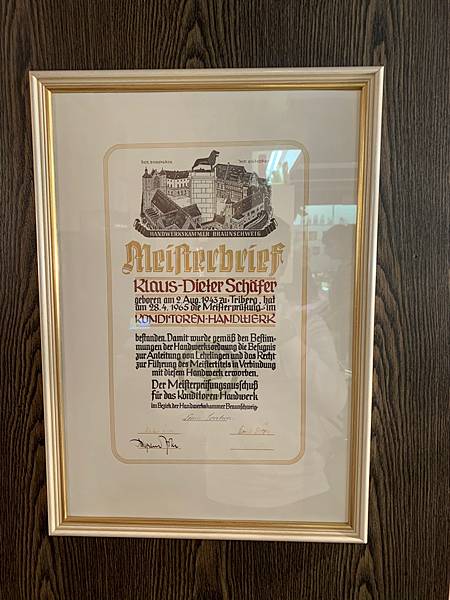 HANDWERKSKAMMER BRAUNSCHWEIG
Meisterbrief
Klaus-Dieter Schäfer
geboren am 2. Aug. 1943 zu Triberg, hat
am 28.4.1965 die Meisterprüfung im
KONDITOREN-HANDWERK
bestanden. Damit wurde gemäß den Bestim-
mungen der Handwerksordnung die Befugnis
zur Anleitung von Lehrlingen und das Recht
zur Führung des Meistertitels in Verbindung
mit diesem Handwerk erworben.
Der Meisterprüfungsausschuß
für das Konditoren-Handwerk
im Bezirk der Handwerkskammer Braunschweig